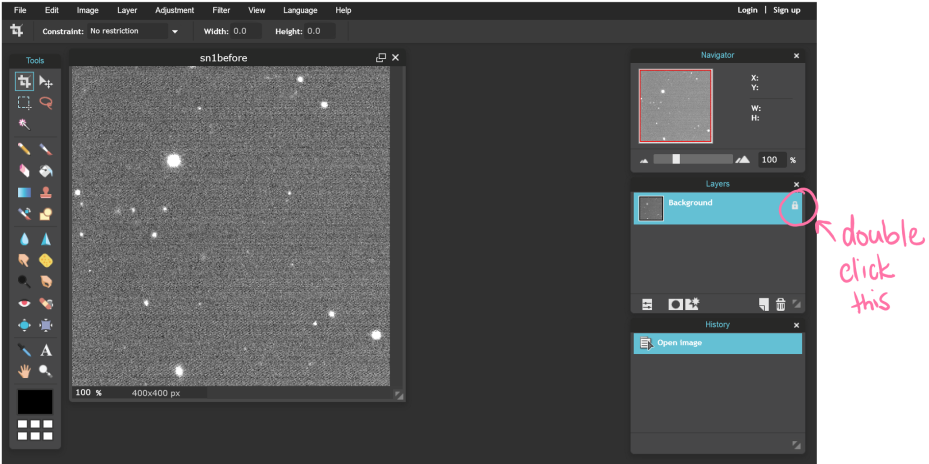 File Edit Image Layer Adjustment Filter View Language Help Login | Sign up
Constraint: No restriction Width: 0.0 Height: 0.0
Tools
sn1before
100 % 400x400 px
Navigator
X:
Y:
W:
H:
100 %
Layers
Background
History
Open Image
A
double
click
this